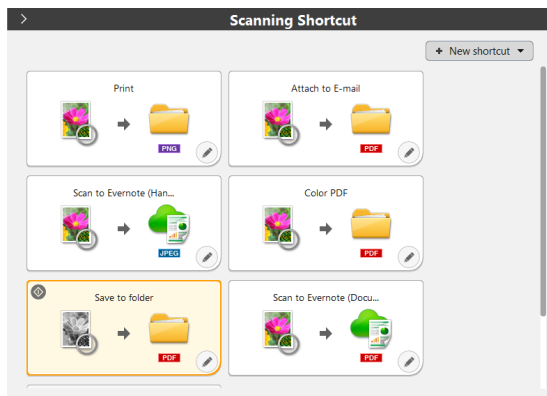 Scanning Shortcut
+ New shortcut
Print
PNG
Attach to E-mail
PDF
Scan to Evernote (Han...
JPEG
Color PDF
PDF
Save to folder
PDF
Scan to Evernote (Docu...
PDF